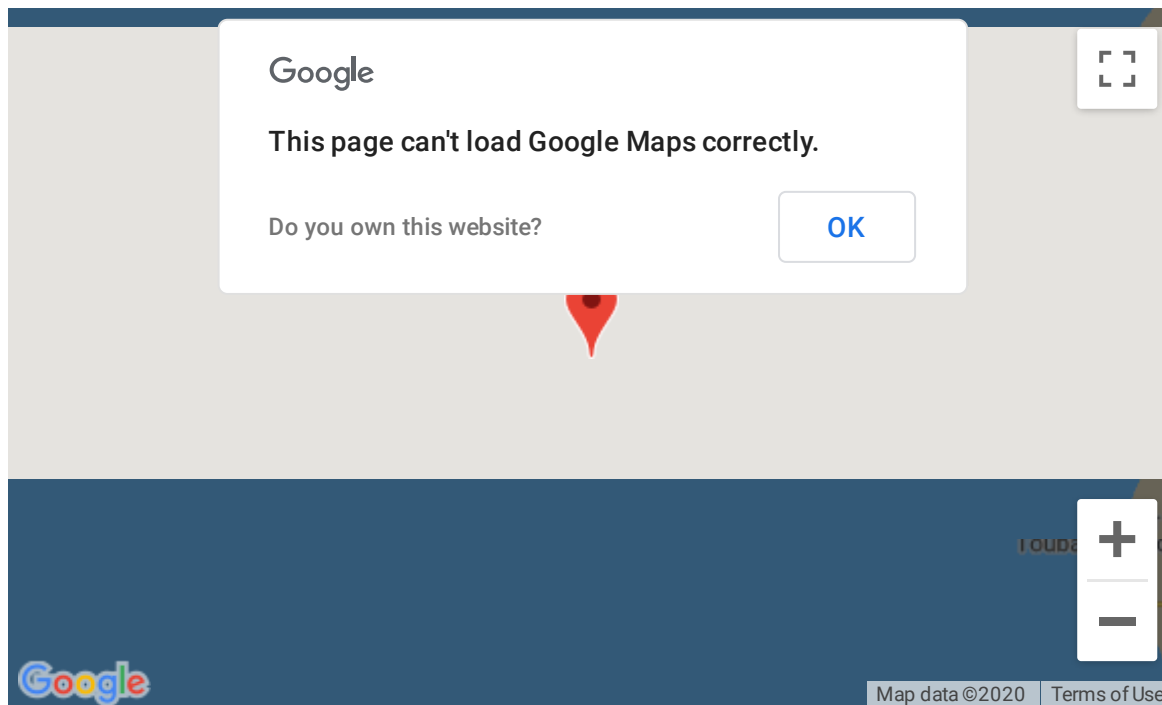 Google
This page can't load Google Maps correctly.
Do you own this website?
OK
Google
Map data ©2020
Terms of Use